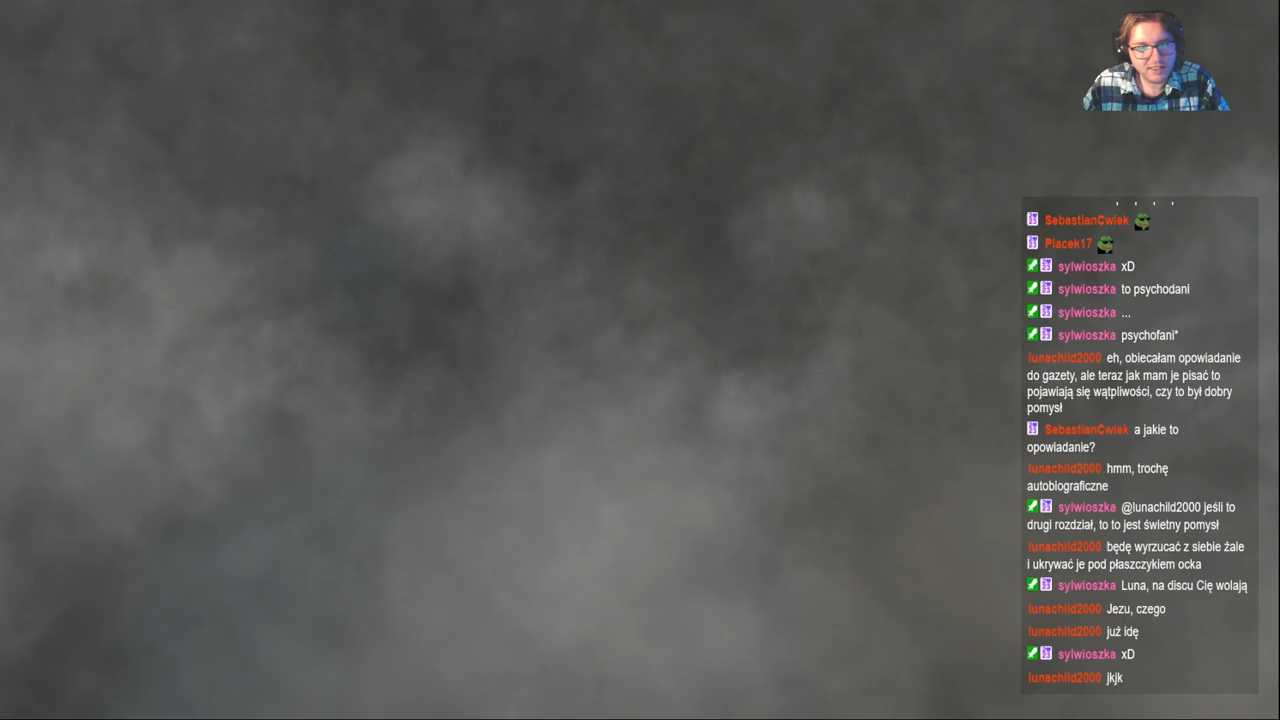 SebastianCwiek
Placek17
sylwioszka xD
sylwioszka to psychodani
sylwioszka ...
sylwioszka psychofani*
lunachild2000 eh, obiecałam opowiadanie
do gazety, ale teraz jak mam je pisać to
pojawiają się wątpliwości, czy to był dobry
pomysł
SebastianCwiek a jakie to
opowiadanie?
lunachild2000 hmm, trochę
autobiograficzne
sylwioszka @lunachild2000 jeśli to
drugi rozdział, to to jest świetny pomysł
lunachild2000 będę wyrzucać z siebie żale
i ukrywać je pod płaszczykiem ocka
sylwioszka Luna, na discu Cię wołają
lunachild2000 Jezu, czego
lunachild2000 już idę
sylwioszka xD
lunachild2000 jkjk